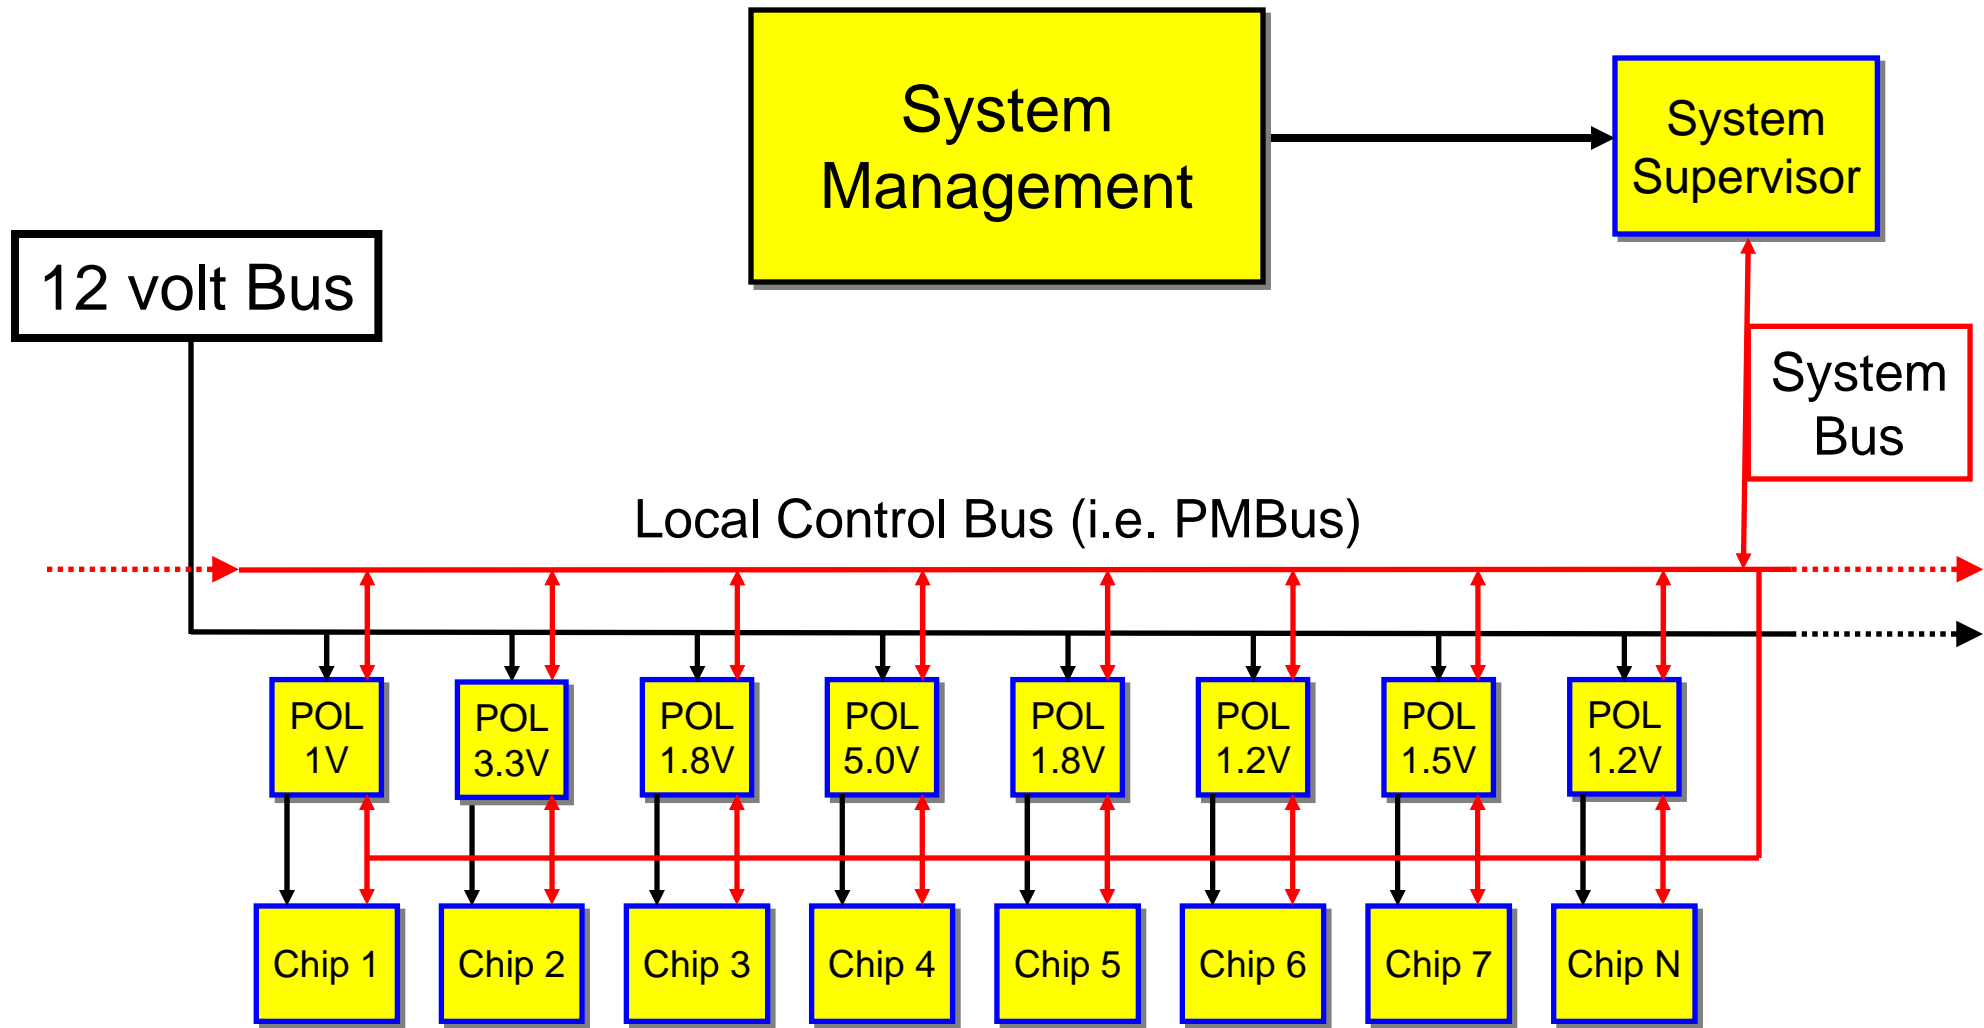 System
Management
System
Supervisor
12 volt Bus
System
Bus
Local Control Bus (i.e. PMBus)
POL
1V
POL
3.3V
POL
1.8V
POL
5.0V
POL
1.8V
POL
1.2V
POL
1.5V
POL
1.2V
Chip 1
Chip 2
Chip 3
Chip 4
Chip 5
Chip 6
Chip 7
Chip N